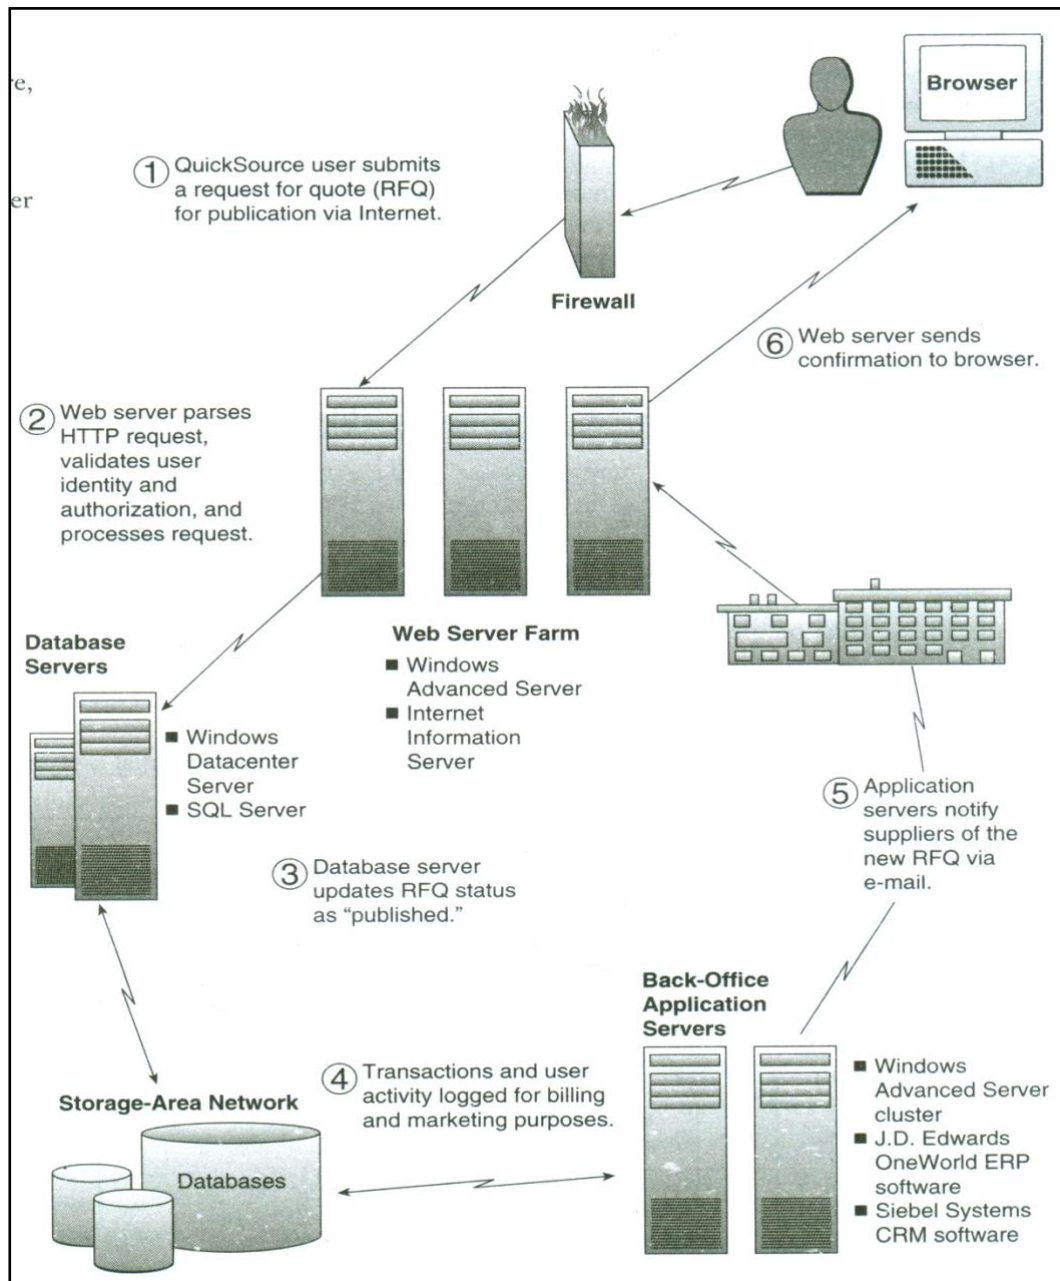 re,
er
Browser
① QuickSource user submits
a request for quote (RFQ)
for publication via Internet.
Firewall
⑥ Web server sends
confirmation to browser.
② Web server parses
HTTP request,
validates user
identity and
authorization, and
processes request.
Database
Servers
■ Windows
Datacenter
Server
■ SQL Server
Web Server Farm
■ Windows
Advanced Server
■ Internet
Information
Server
③ Database server
updates RFQ status
as “published.”
⑤ Application
servers notify
suppliers of the
new RFQ via
e-mail.
Back-Office
Application
Servers
■ Windows
Advanced Server
cluster
■ J.D. Edwards
OneWorld ERP
software
■ Siebel Systems
CRM software
④ Transactions and user
activity logged for billing
and marketing purposes.
Storage-Area Network
Databases